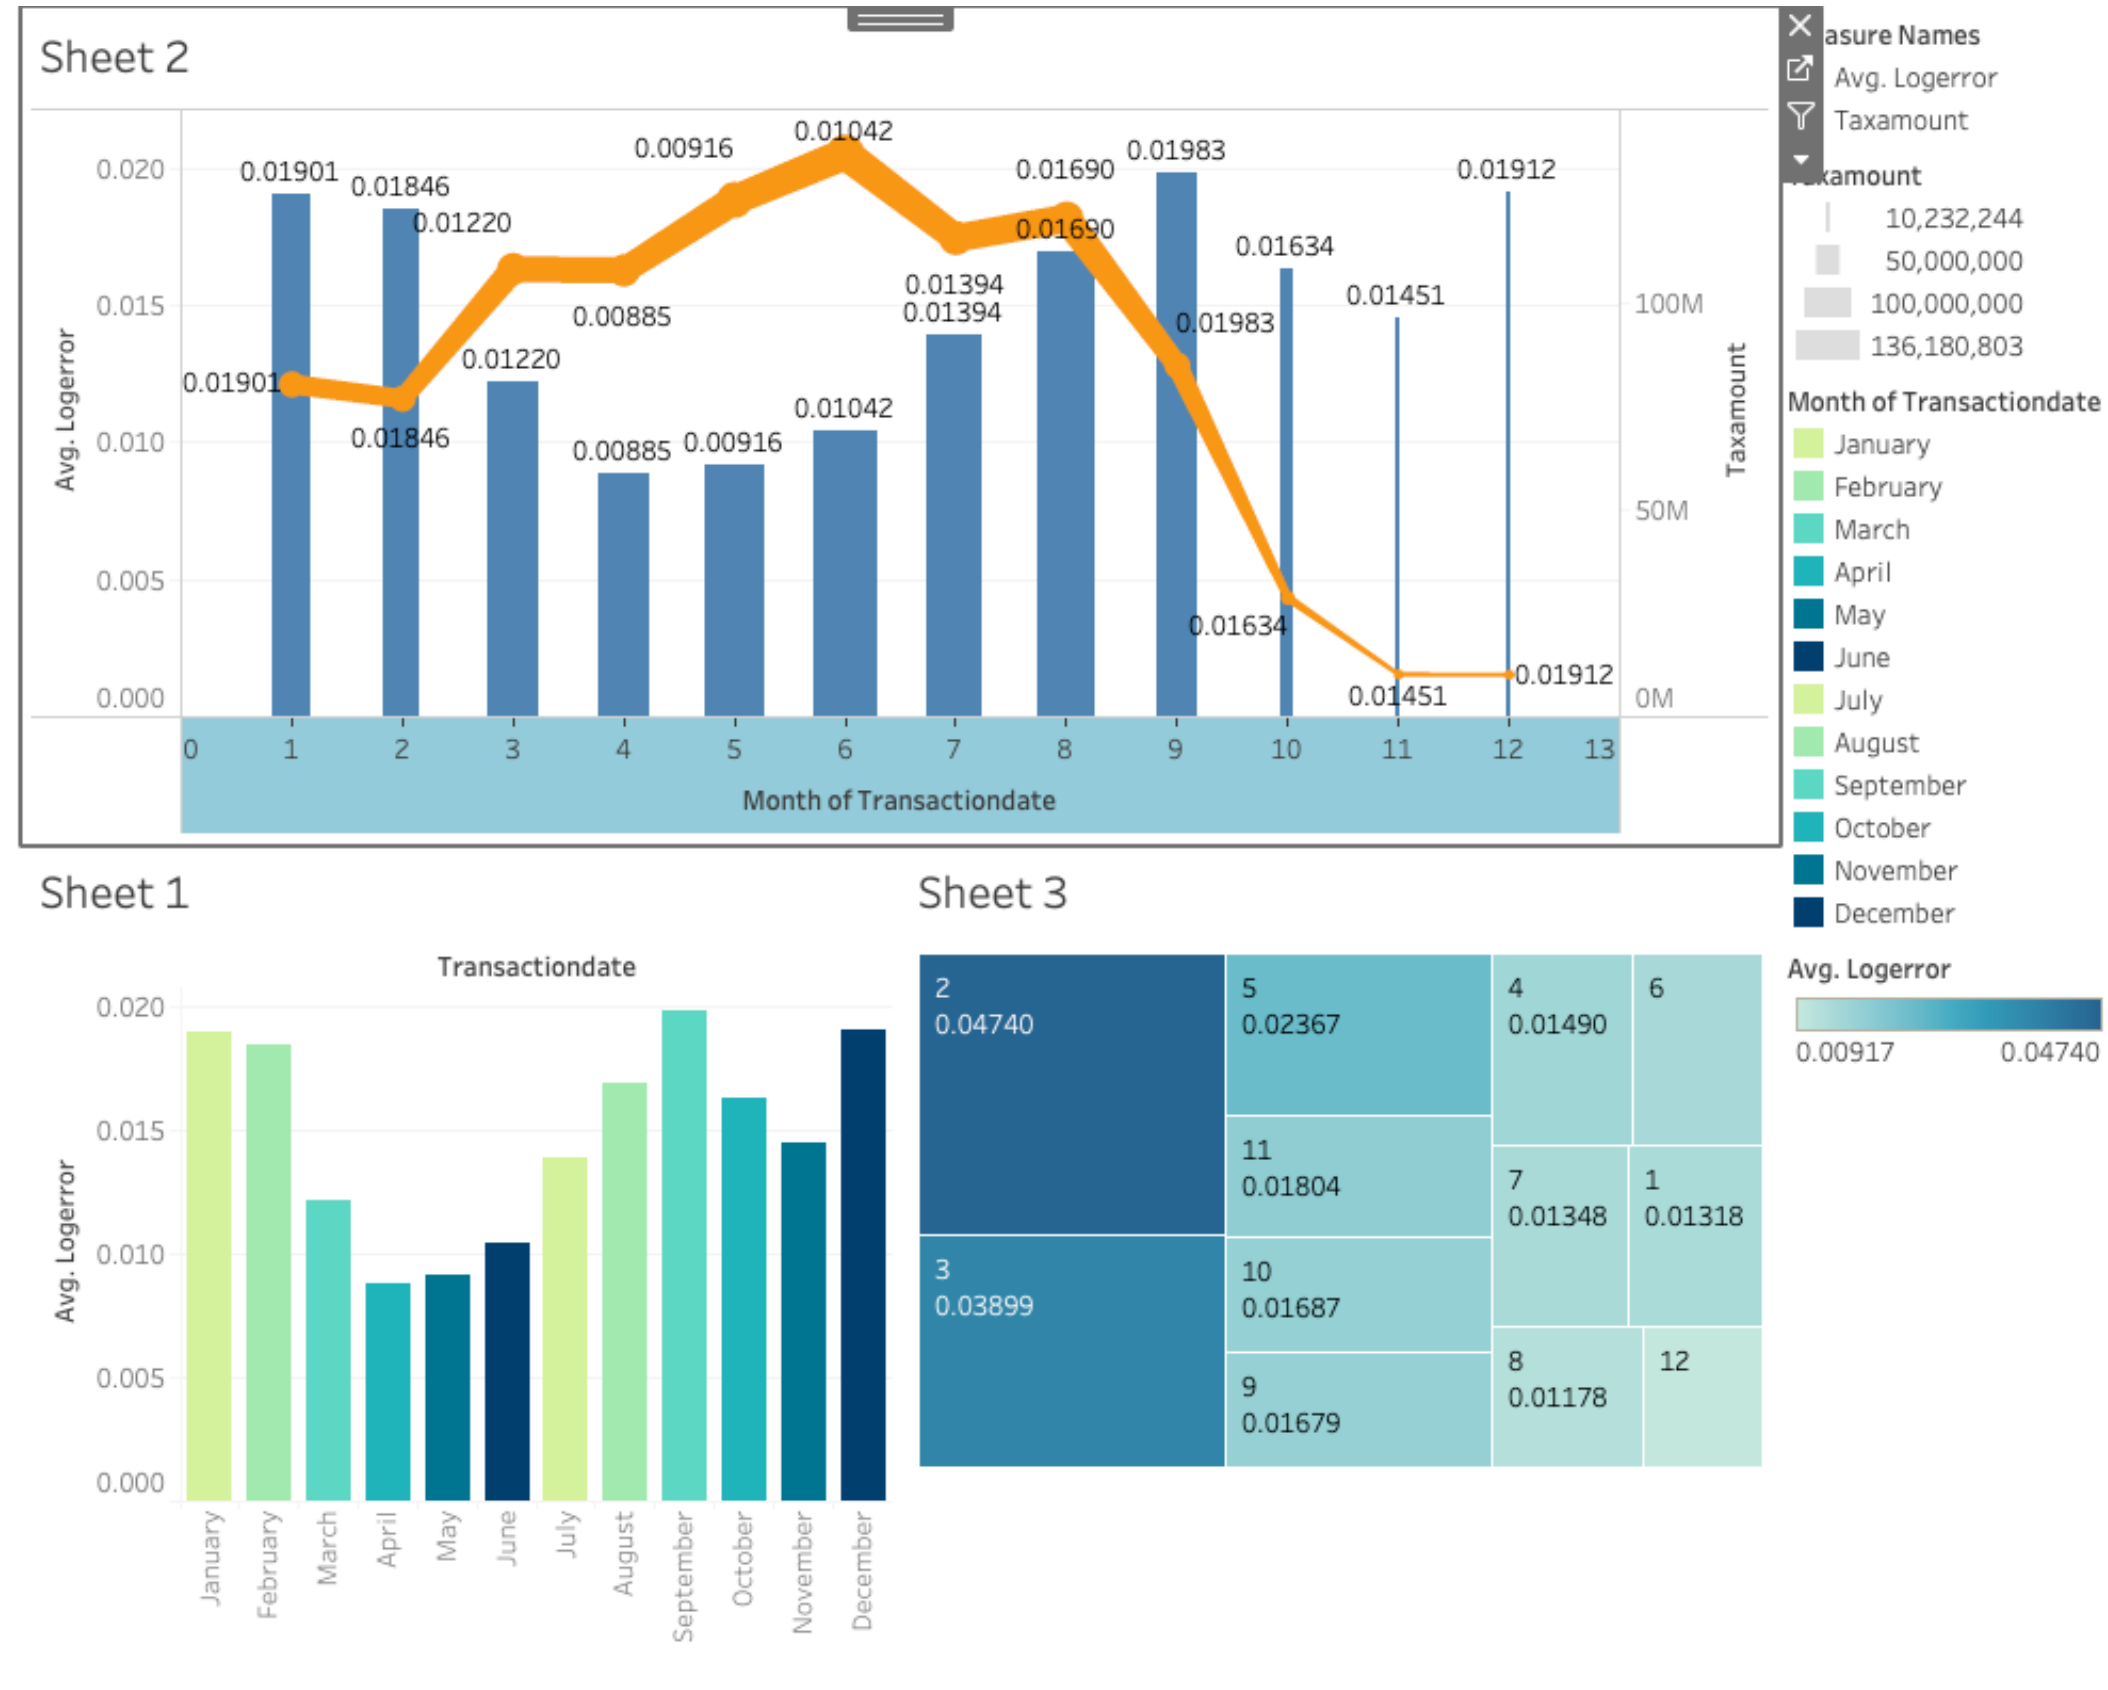 Sheet 2
0.020
0.015
0.010
0.005
0.000
Avg. Logerror
0.01901
0.01846
0.01220
0.00916
0.01042
0.01690
0.01983
0.01912
0.01690
0.01634
0.00885
0.01394
0.01394
0.01451
0.01983
0.01901
0.01220
0.01846
0.00885
0.00916
0.01042
0.01634
0.01451
0.01912
100M
50M
0M
Taxamount
0 1 2 3 4 5 6 7 8 9 10 11 12 13
Month of Transactiondate
asure Names
Avg. Logerror
Taxamount
xamount
10,232,244
50,000,000
100,000,000
136,180,803
Month of Transactiondate
January
February
March
April
May
June
July
August
September
October
November
December
Avg. Logerror
0.00917 0.04740
Sheet 1
Transactiondate
0.020
0.015
0.010
0.005
0.000
Avg. Logerror
January
February
March
April
May
June
July
August
September
October
November
December
Sheet 3
2
0.04740
3
0.03899
5
0.02367
11
0.01804
10
0.01687
9
0.01679
4
0.01490
6
7
0.01348
1
0.01318
8
0.01178
12